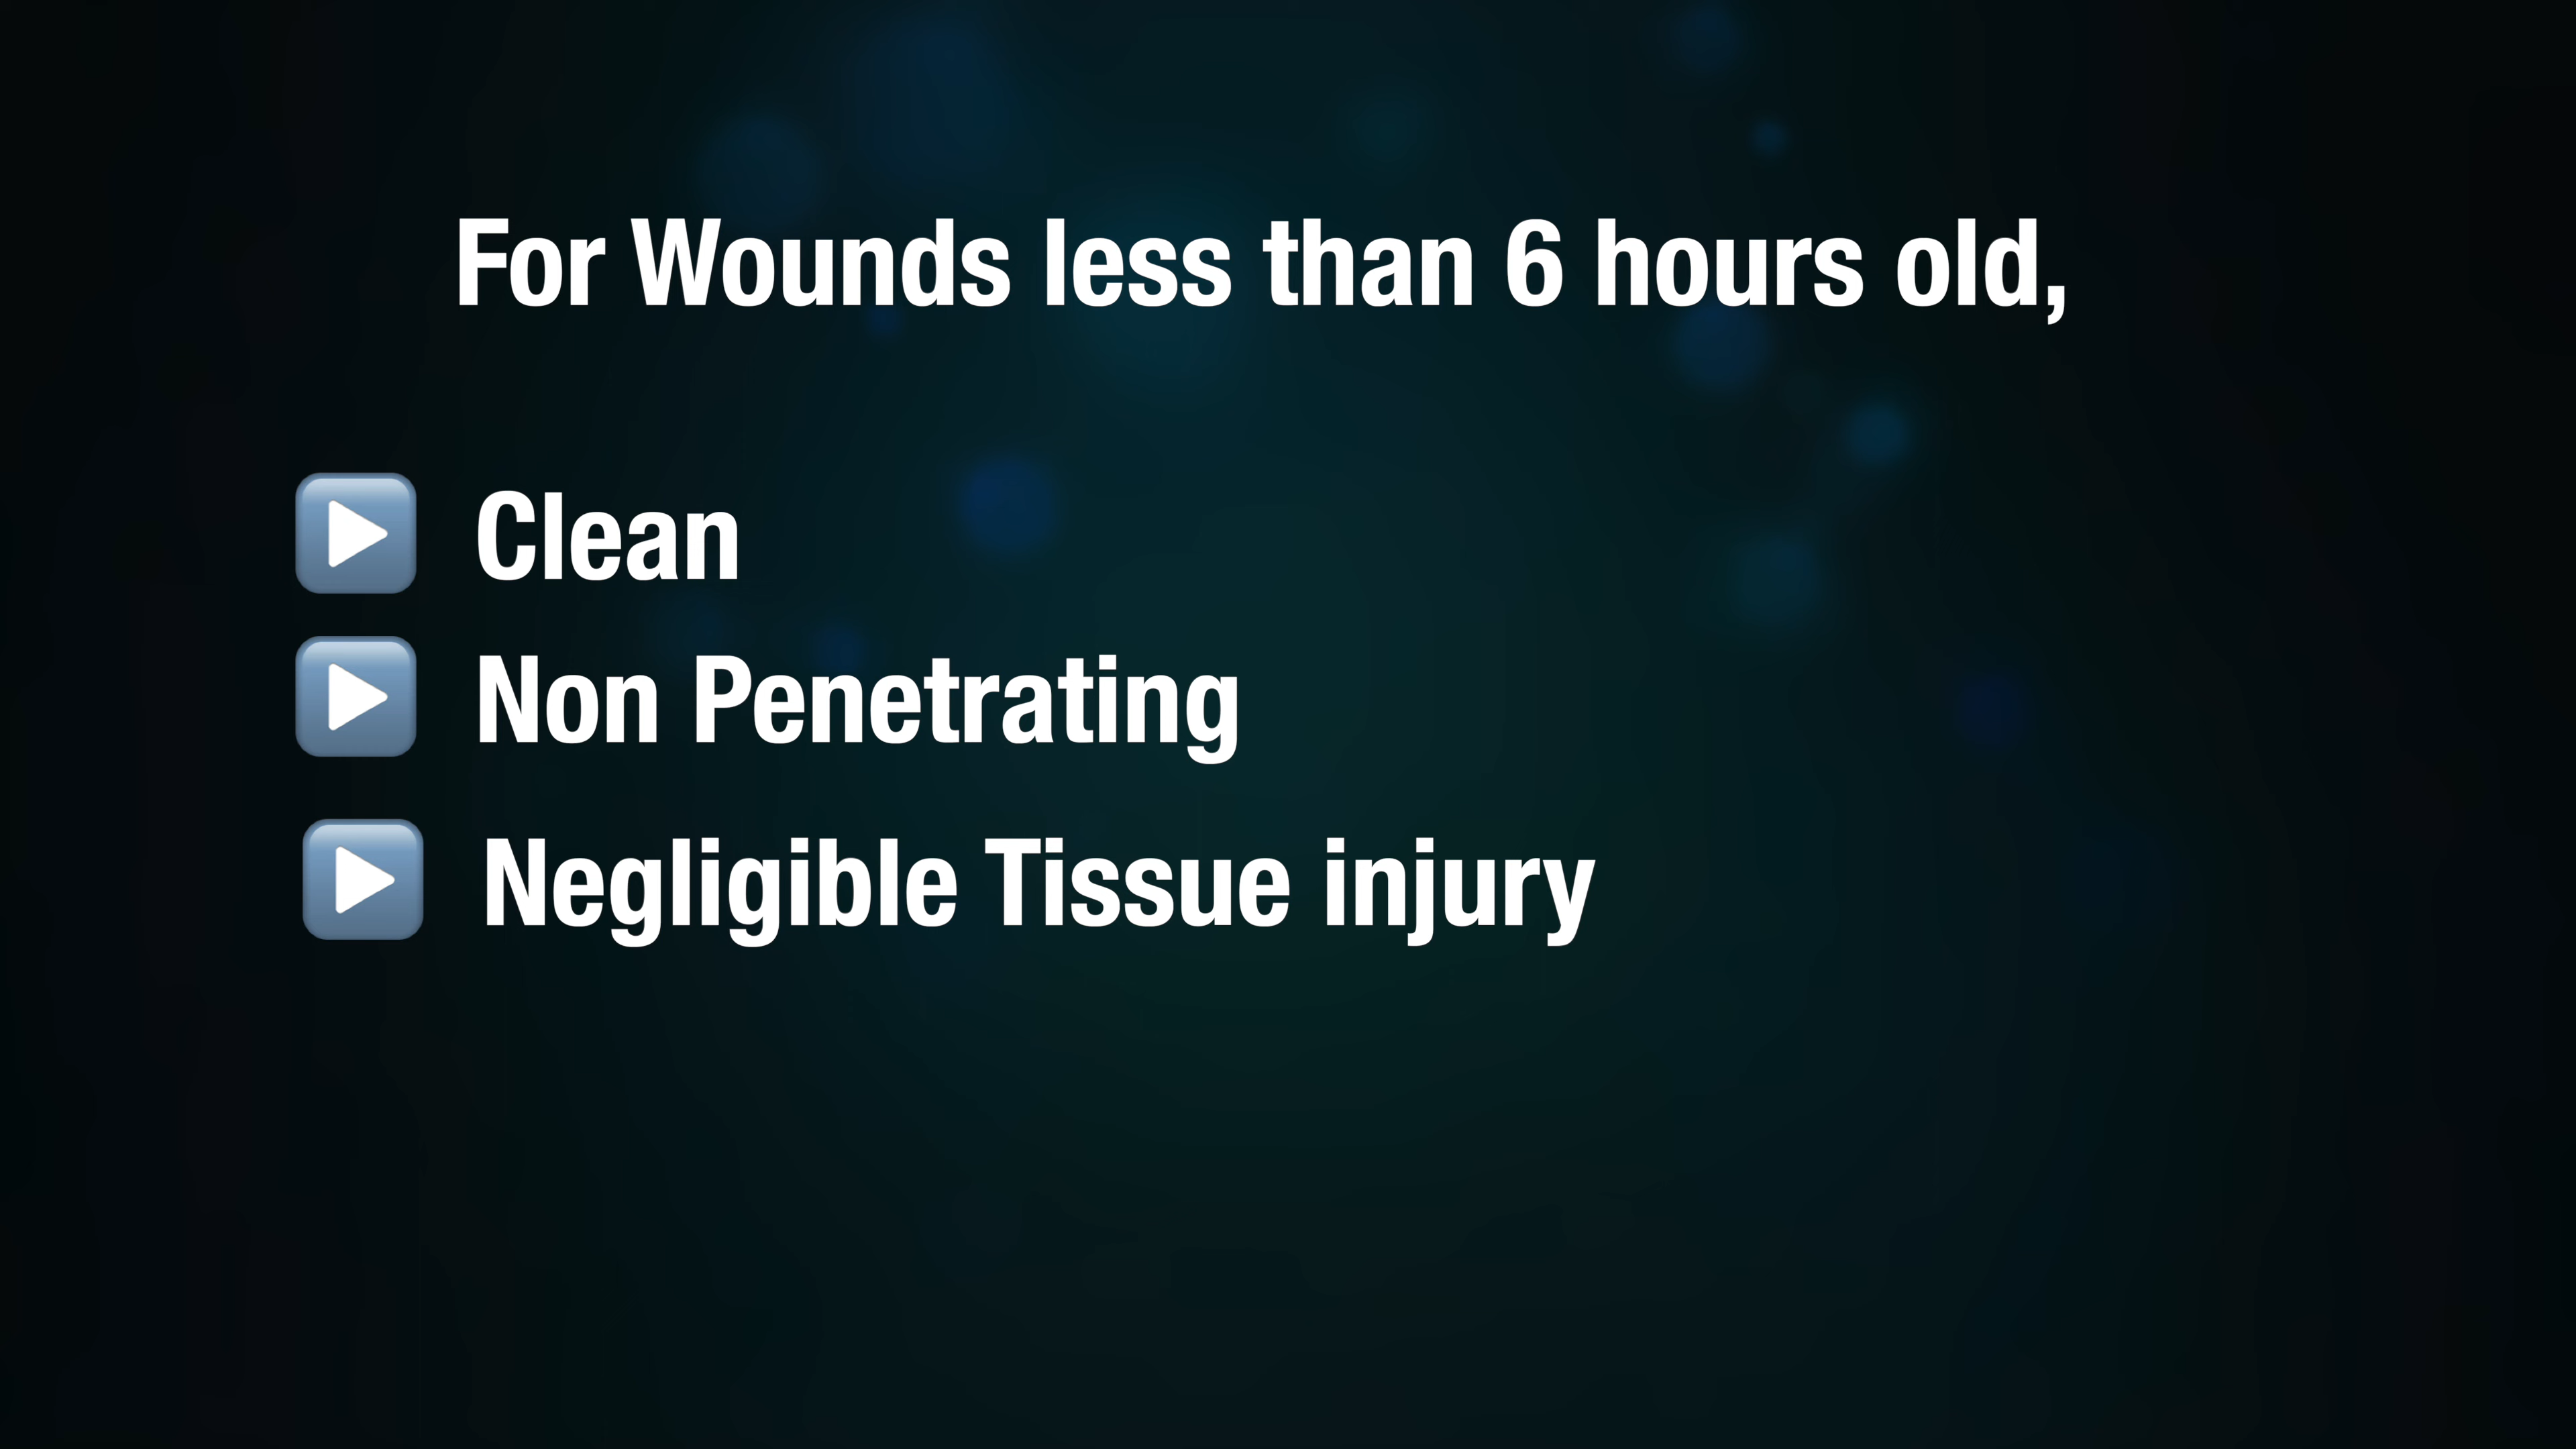 For Wounds less than 6 hours old,
Clean
Non Penetrating
Negligible Tissue injury